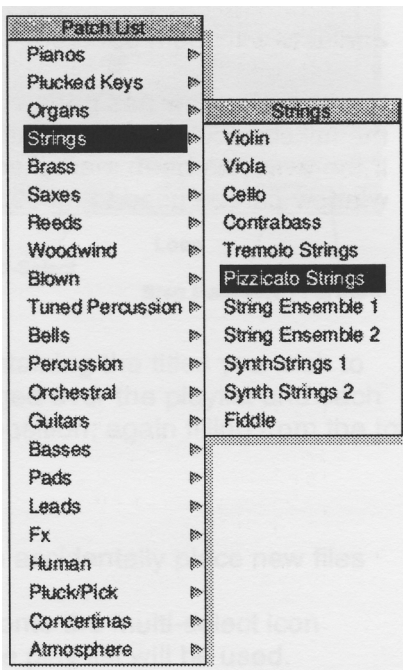 Patch List
Pianos
Plucked Keys
Organs
Strings
Brass
Saxes
Reeds
Woodwind
Blown
Tuned Percussion
Bells
Percussion
Orchestral
Guitars
Basses
Pads
Leads
Fx
Human
Pluck/Pick
Concertinas
Atmosphere
Strings
Violin
Viola
Cello
Contrabass
Tremolo Strings
Pizzicato Strings
String Ensemble 1
String Ensemble 2
SynthStrings 1
Synth Strings 2
Fiddle